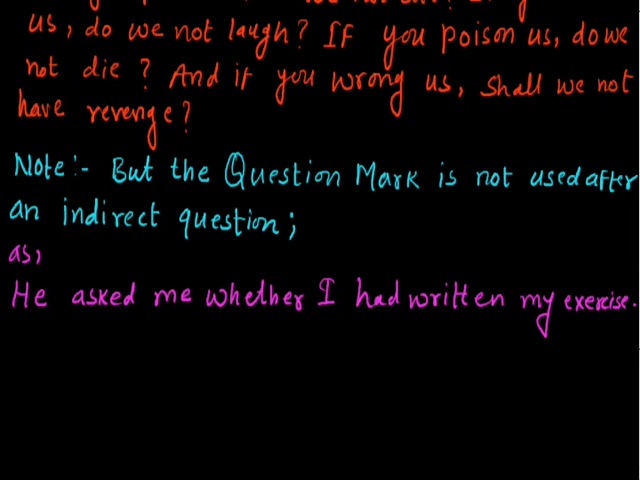 us, do we not laugh? If you poison us, do we
not die? And if you wrong us, shall we not
have revenge?
Note:- But the Question Mark is not used after
an indirect question;
as,
He asked me whether I had written my exercise.